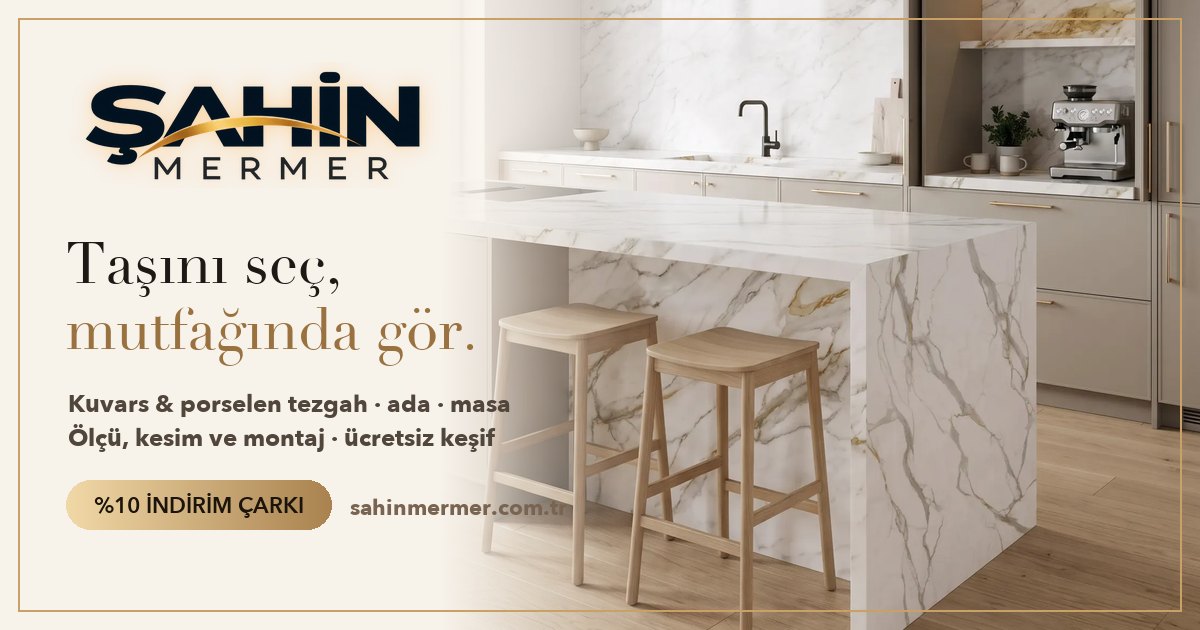 ŞAHİN
MERMER
Taşını seç,
mutfağında gör.
Kuvars & porselen tezgah · ada · masa
Ölçü, kesim ve montaj · ücretsiz keşif
%10 İNDİRİM ÇARKI
sahinmermer.com.tr